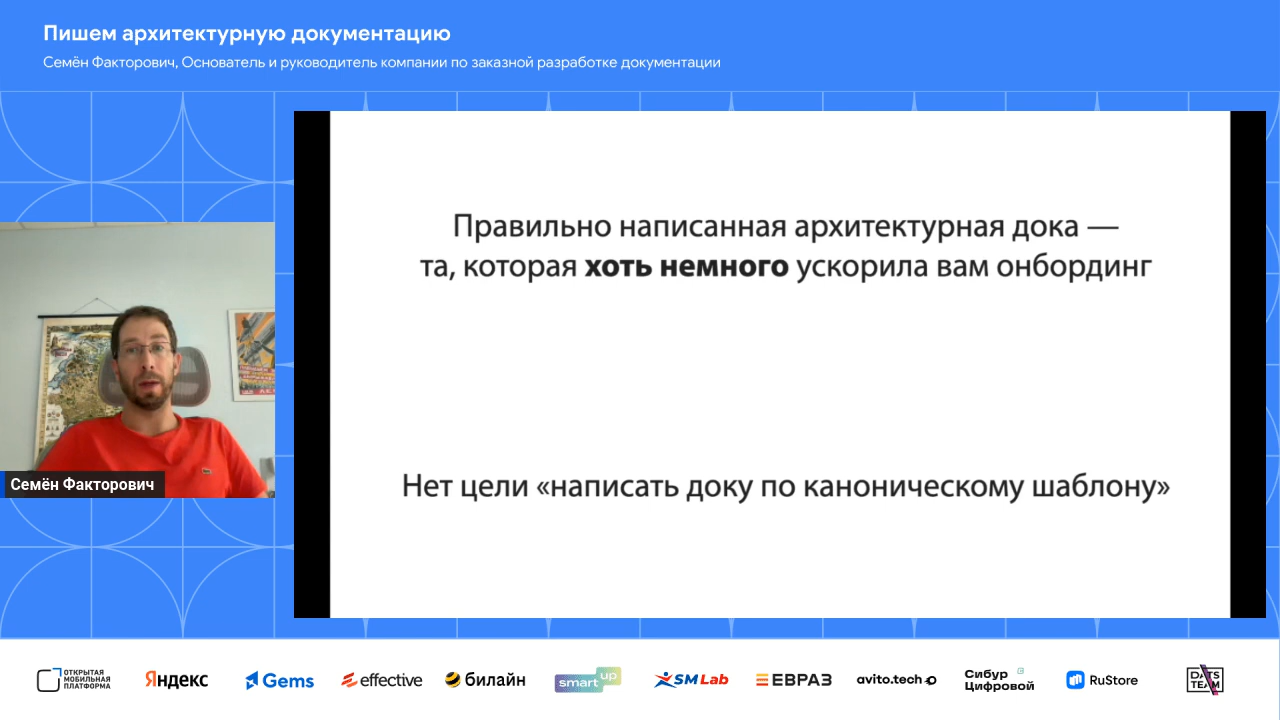 Пишем архитектурную документацию
Семён Факторович, Основатель и руководитель компании по заказной разработке документации
Правильно написанная архитектурная дока —
та, которая хоть немного ускорила вам онбординг
Нет цели «написать доку по каноническому шаблону»
Семён Факторович
ОТКРЫТАЯ
МОБИЛЬНАЯ
ПЛАТФОРМА
Яндекс
Gems
effective
билайн
smart up
SM Lab
ЕВРАЗ
avito.tech
Сибур
Цифровой
RuStore
DATS
TEAM